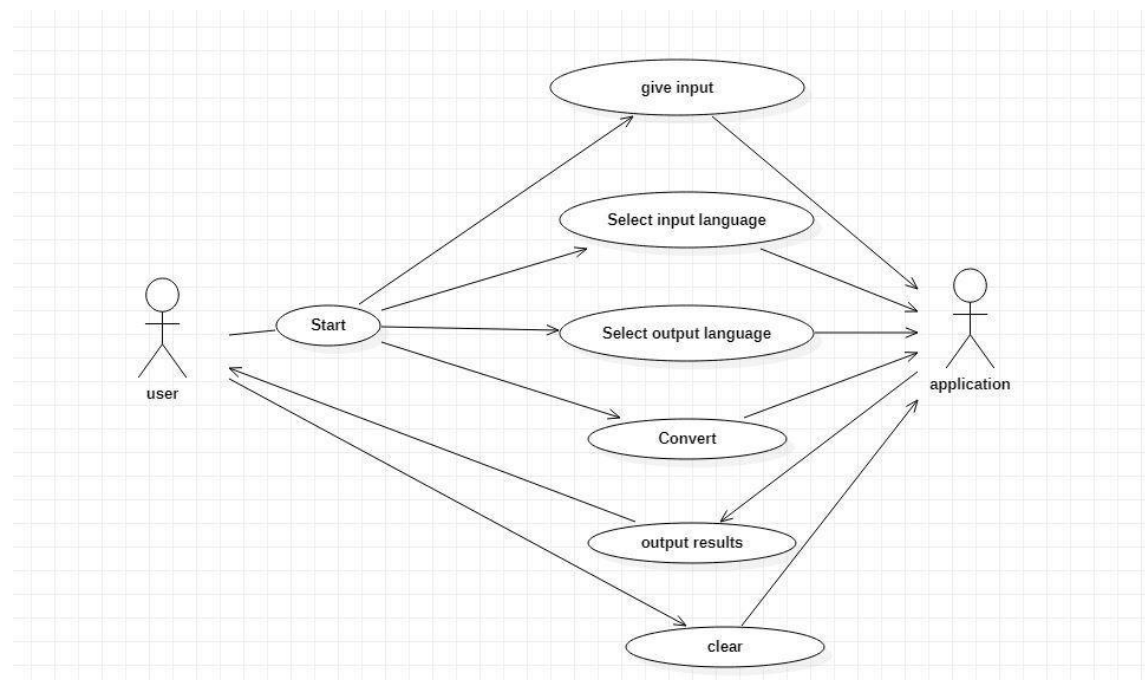 give input
Select input language
Start
Select output language
user
application
Convert
output results
clear